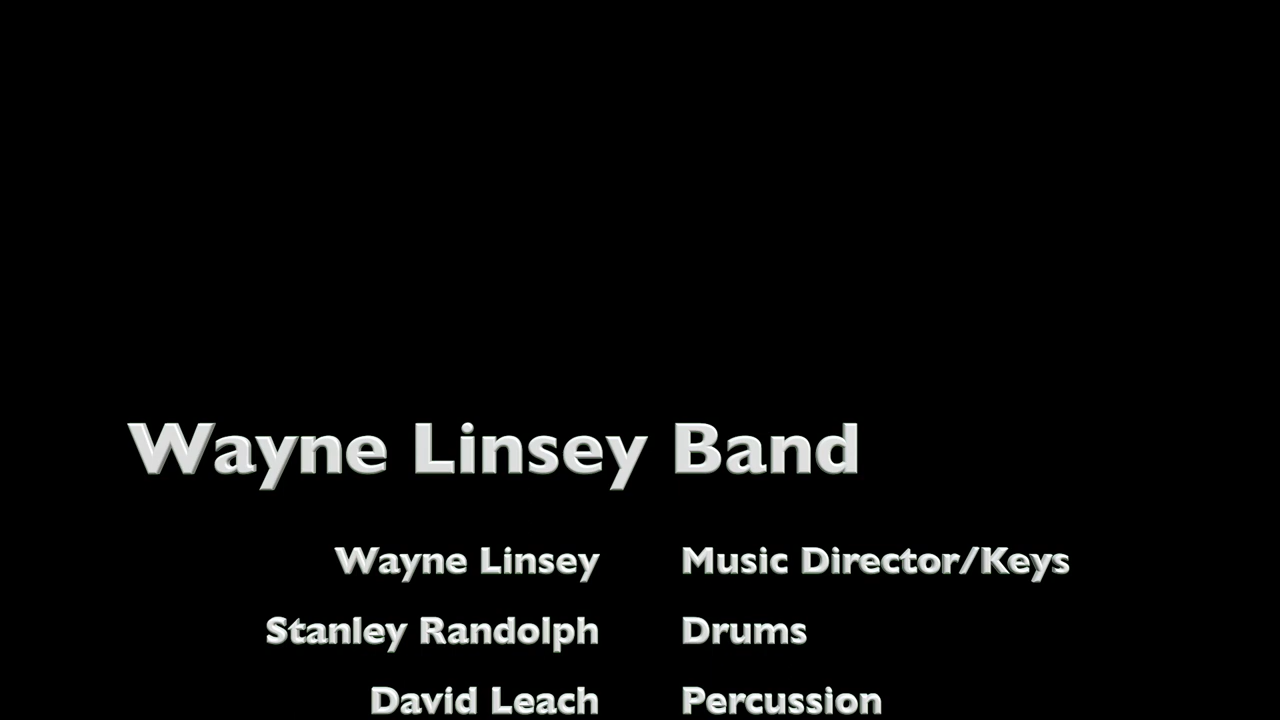 Wayne Linsey Band
Wayne Linsey Music Director/Keys
Stanley Randolph Drums
David Leach Percussion